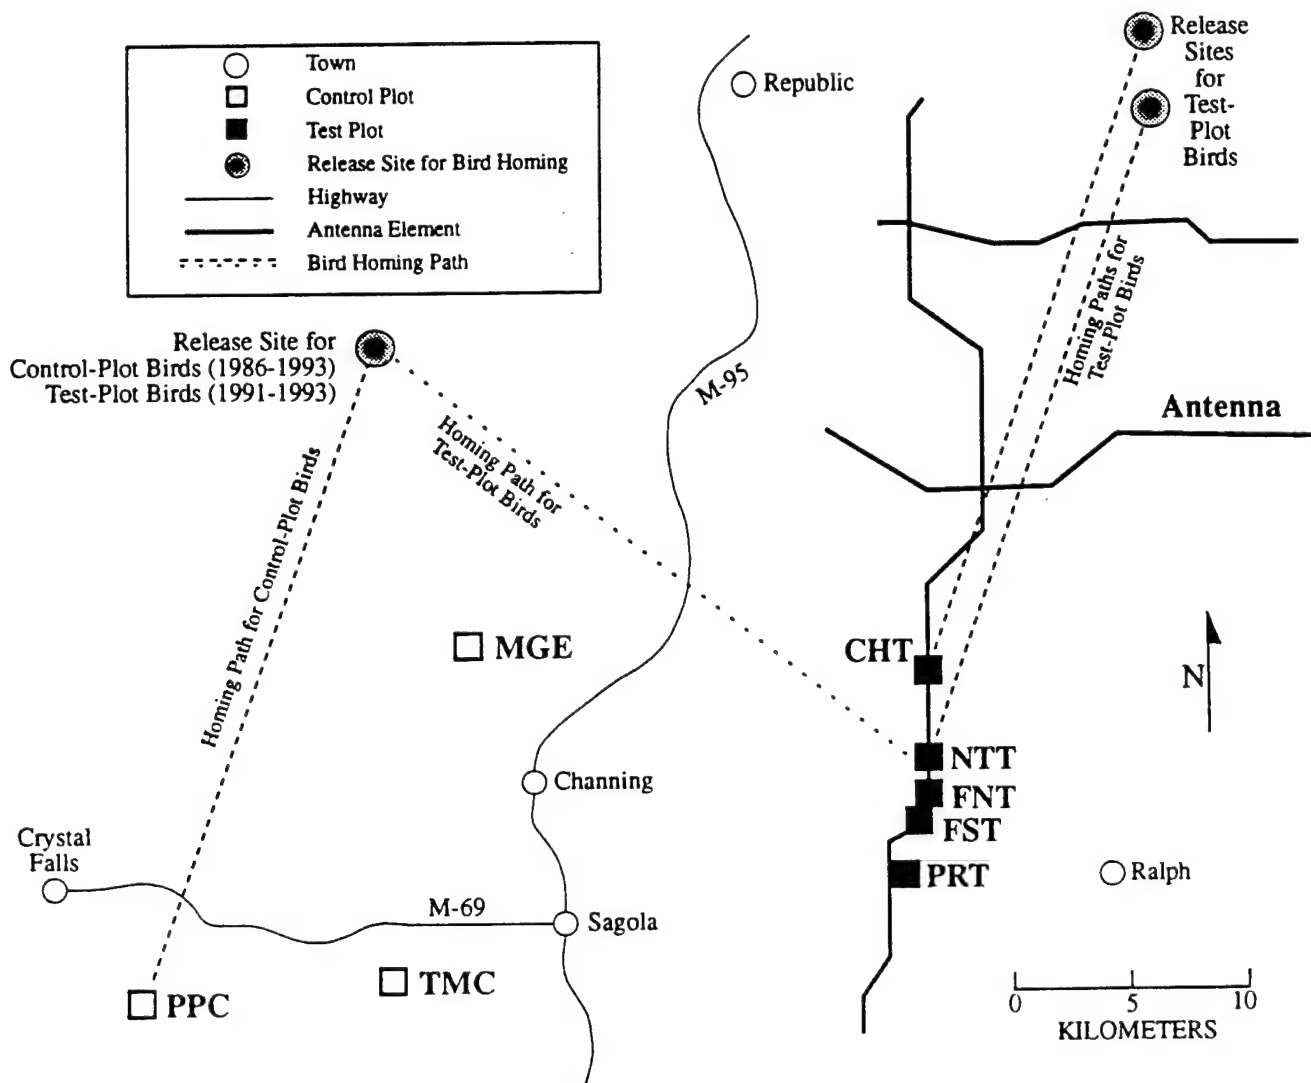 Town
Control Plot
Test Plot
Release Site for Bird Homing
Highway
Antenna Element
Bird Homing Path
Republic
Release
Sites
for
Test-
Plot
Birds
Release Site for
Control-Plot Birds (1986-1993)
Test-Plot Birds (1991-1993)
M-95
Homing Paths for
Test-Plot Birds
Antenna
Homing Path for
Test-Plot Birds
Homing Path for Control-Plot Birds
MGE
CHT
N
NTT
Channing
FNT
FST
Crystal
Falls
PRT
Ralph
M-69
Sagola
TMC
PPC
0 5 10
KILOMETERS